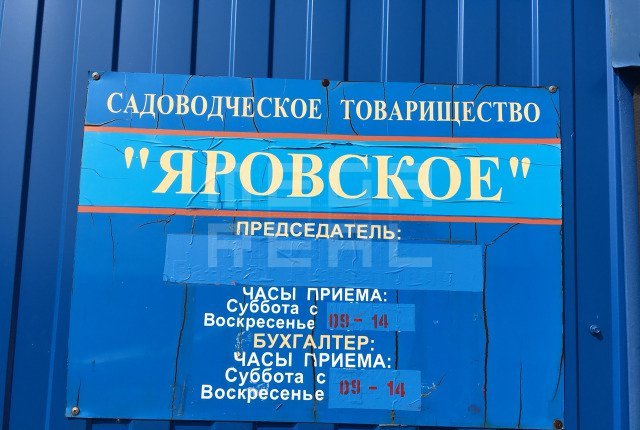 САДОВОДЧЕСКОЕ ТОВАРИЩЕСТВО
"ЯРОВСКОЕ"
ПРЕДСЕДАТЕЛЬ:
ЧАСЫ ПРИЕМА:
Суббота с
Воскресенье 09-14
БУХГАЛТЕР:
ЧАСЫ ПРИЕМА:
Суббота с
Воскресенье 09-14